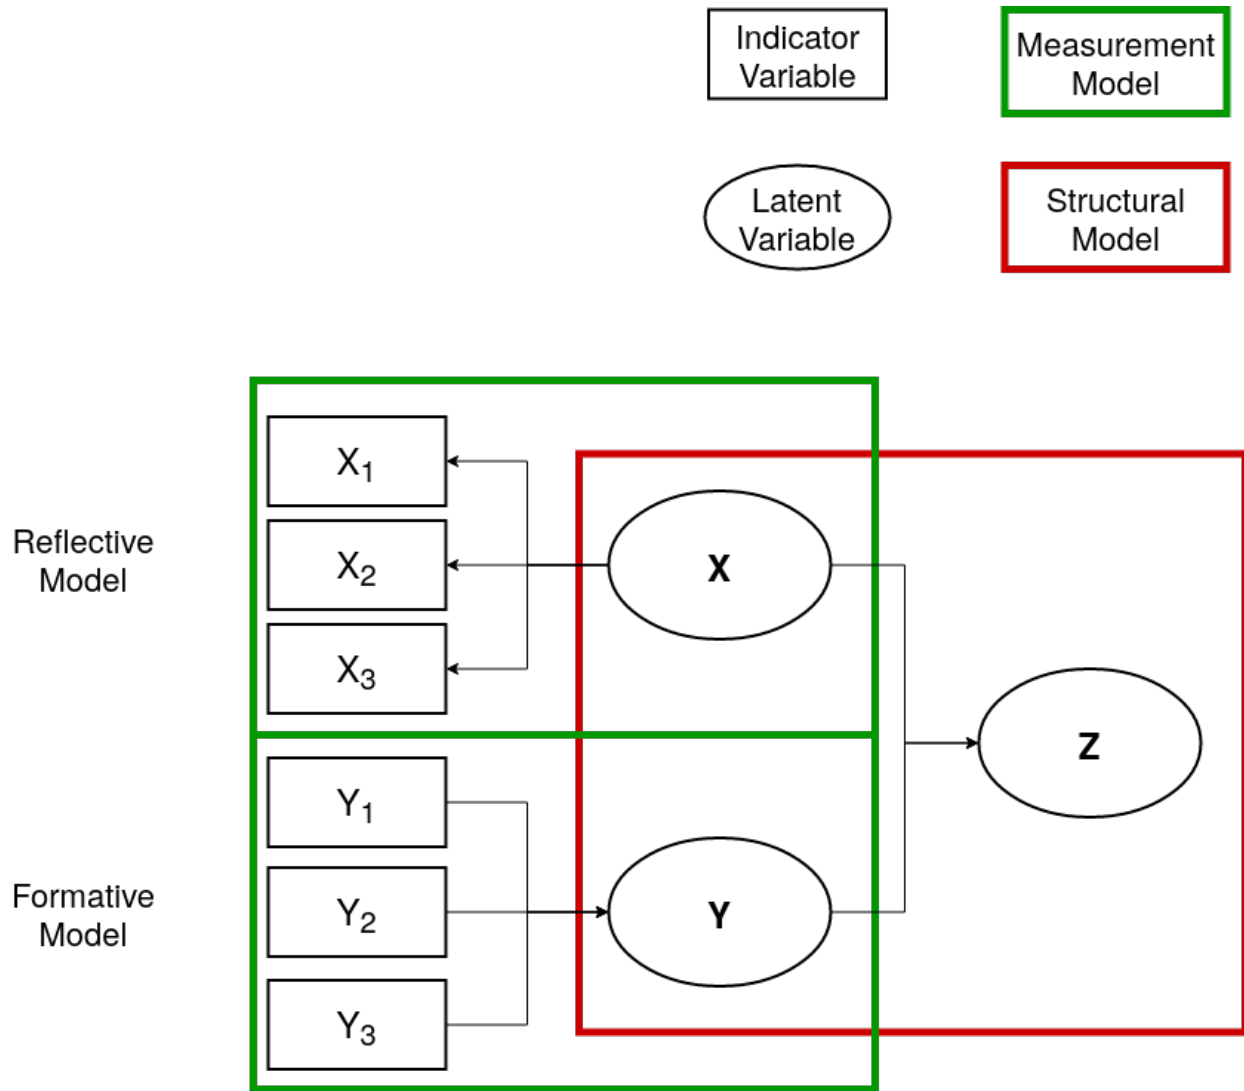 Indicator
Variable
Measurement
Model
Latent
Variable
Structural
Model
X₁
Reflective
Model
X₂
X
X₃
Z
Y₁
Formative
Model
Y₂
Y
Y₃